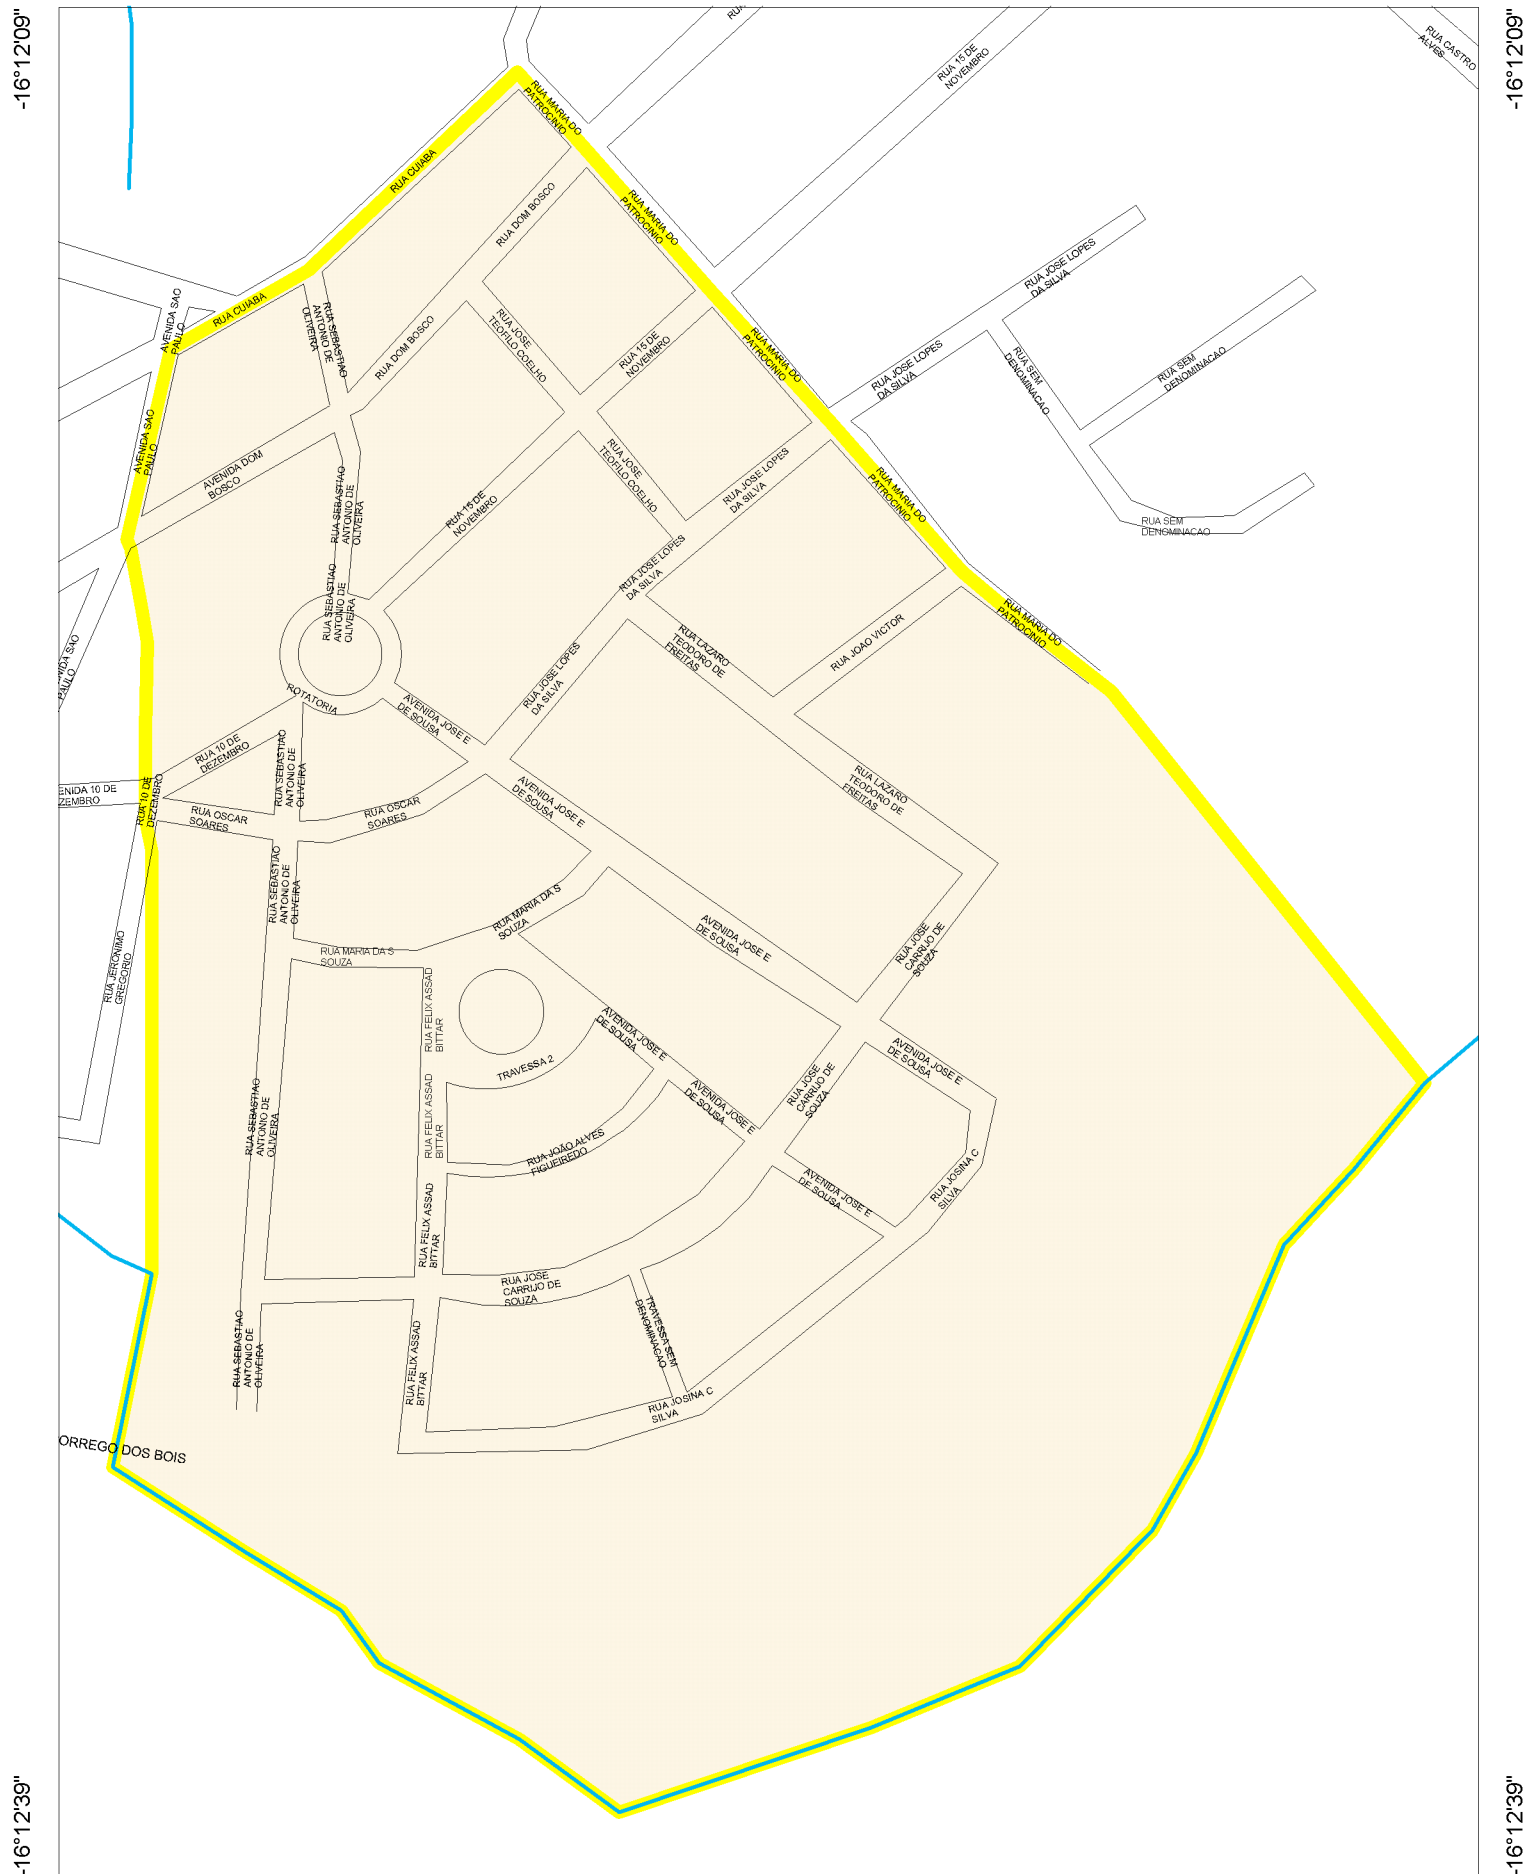 -16°12'09"
-16°12'09"
RUA
RUA CASTRO
ALVES
RUA 15 DE
NOVEMBRO
RUA MARIA DO
PATROCINIO
RUA CUIABA
RUA DOM BOSCO
RUA MARIA DO
PATROCINIO
RUA JOSE LOPES
DA SILVA
RUA CUIABA
AVENIDA SAO
PAULO
RUA SEBASTIAO
ANTONIO DE
OLIVEIRA
RUA DOM BOSCO
RUA JOSE
TEOFILO COELHO
RUA 15 DE
NOVEMBRO
RUA MARIA DO
PATROCINIO
RUA JOSE LOPES
DA SILVA
RUA SEM
DENOMINACAO
RUA SEM
DENOMINACAO
AVENIDA SAO
PAULO
AVENIDA DOM
BOSCO
RUA SEBASTIAO
ANTONIO DE
OLIVEIRA
RUA 15 DE
NOVEMBRO
RUA JOSE
TEOFILO COELHO
RUA JOSE LOPES
DA SILVA
RUA MARIA DO
PATROCINIO
RUA SEM
DENOMINACAO
RUA SEBASTIAO
ANTONIO DE
OLIVEIRA
RUA JOSE LOPES
DA SILVA
RUA MARIA DO
PATROCINIO
NIDA SAO
PAULO
RUA LAZARO
TEODORO DE
FREITAS
RUA JOAO VICTOR
RUA JOSE LOPES
DA SILVA
ROTATORIA
AVENIDA JOSE E
DE SOUSA
RUA 10 DE
DEZEMBRO
RUA SEBASTIAO
ANTONIO DE
OLIVEIRA
ENIDA 10 DE
ZEMBRO
RUA 10 DE
DEZEMBRO
RUA OSCAR
SOARES
RUA OSCAR
SOARES
AVENIDA JOSE E
DE SOUSA
RUA LAZARO
TEODORO DE
FREITAS
RUA SEBASTIAO
ANTONIO DE
OLIVEIRA
RUA MARIA DA S
SOUZA
AVENIDA JOSE E
DE SOUSA
RUA JOSE
CARRIJO DE
SOUZA
RUA JERONIMO
GREGORIO
RUA MARIA DA S
SOUZA
RUA FELIX ASSAD
BITTAR
AVENIDA JOSE E
DE SOUSA
AVENIDA JOSE E
DE SOUSA
TRAVESSA 2
RUA JOSE
CARRIJO DE
SOUZA
RUA SEBASTIAO
ANTONIO DE
OLIVEIRA
RUA FELIX ASSAD
BITTAR
AVENIDA JOSE E
DE SOUSA
RUA JOÃO ALVES
FIGUEIREDO
RUA JOSINA C
SILVA
AVENIDA JOSE E
DE SOUSA
RUA FELIX ASSAD
BITTAR
RUA JOSE
CARRIJO DE
SOUZA
RUA SEBASTIAO
ANTONIO DE
OLIVEIRA
RUA FELIX ASSAD
BITTAR
TRAVESSA SEM
DENOMINACAO
RUA JOSINA C
SILVA
ORREGO DOS BOIS
-16°12'39"
-16°12'39"